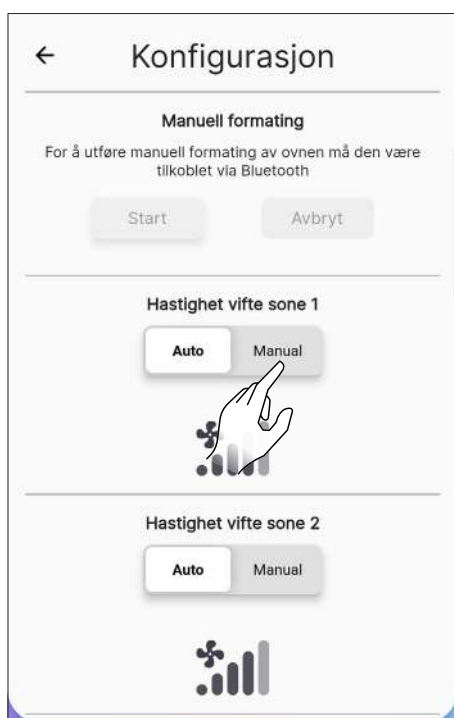 Konfigurasjon
Manuell formating
For å utføre manuell formating av ovnen må den være
tilkoblet via Bluetooth
Start Avbryt
Hastighet vifte sone 1
Auto Manual
Hastighet vifte sone 2
Auto Manual